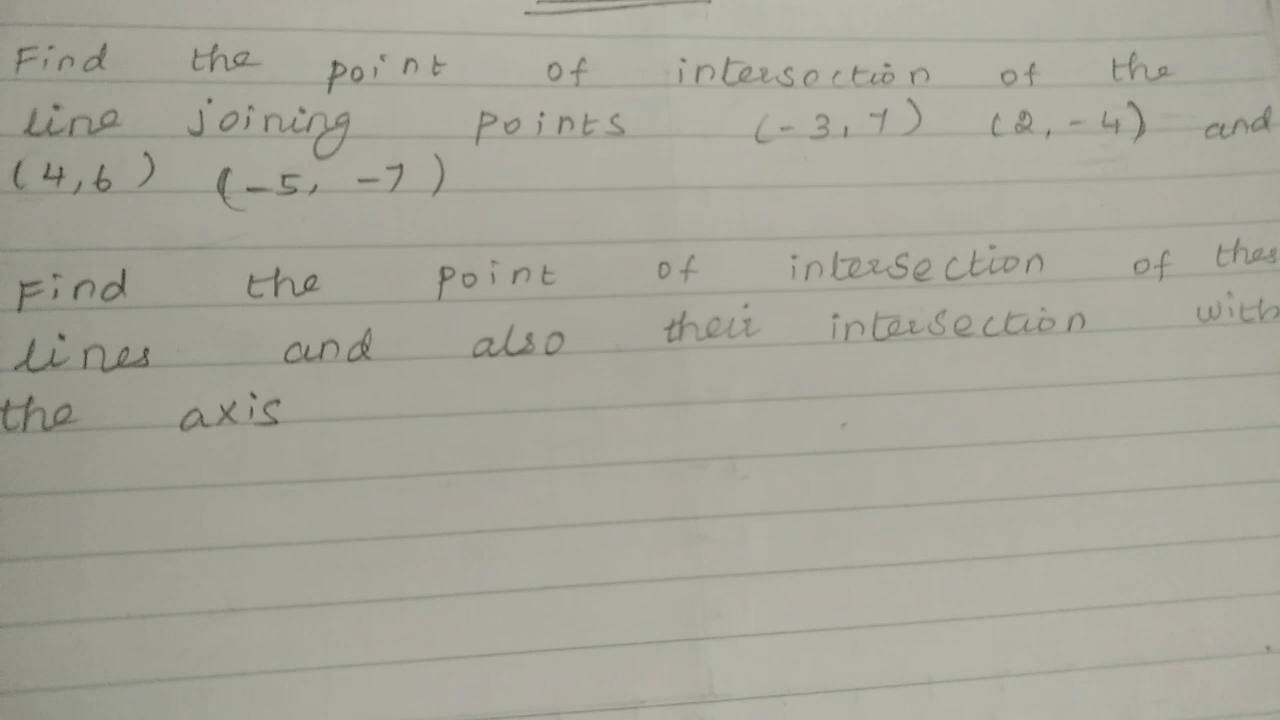 Find the point of intersection of the
line joining points (-3, 7) (2, -4) and
(4,6) (-5, -7)
Find the point of intersection of thes
lines and also their intersection with
the axis